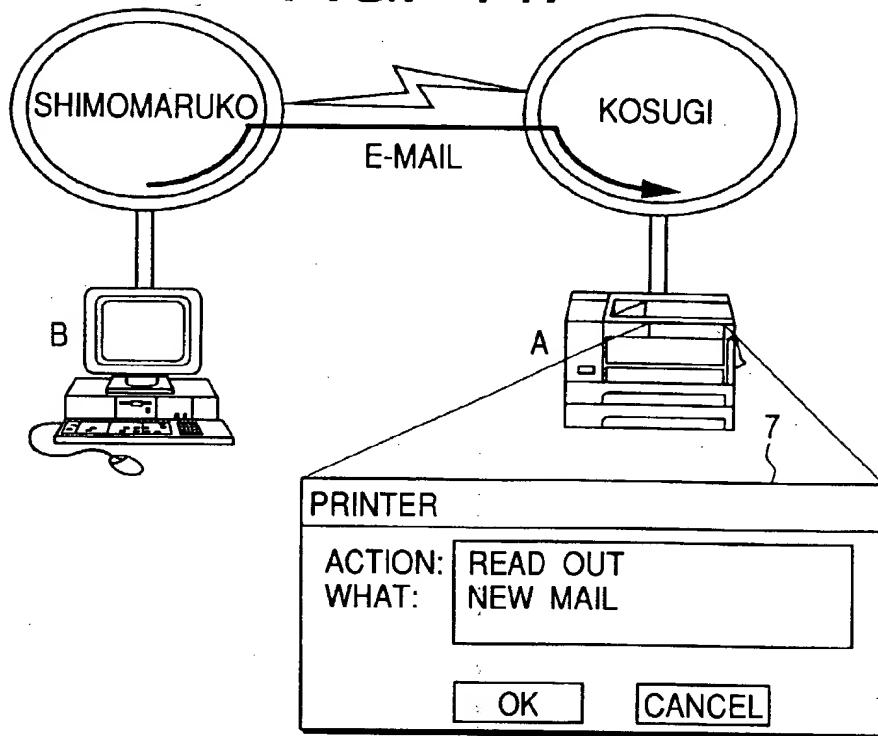 SHIMOMARUKO
KOSUGI
E-MAIL
B
A
7
PRINTER
ACTION: READ OUT
WHAT: NEW MAIL
OK
CANCEL